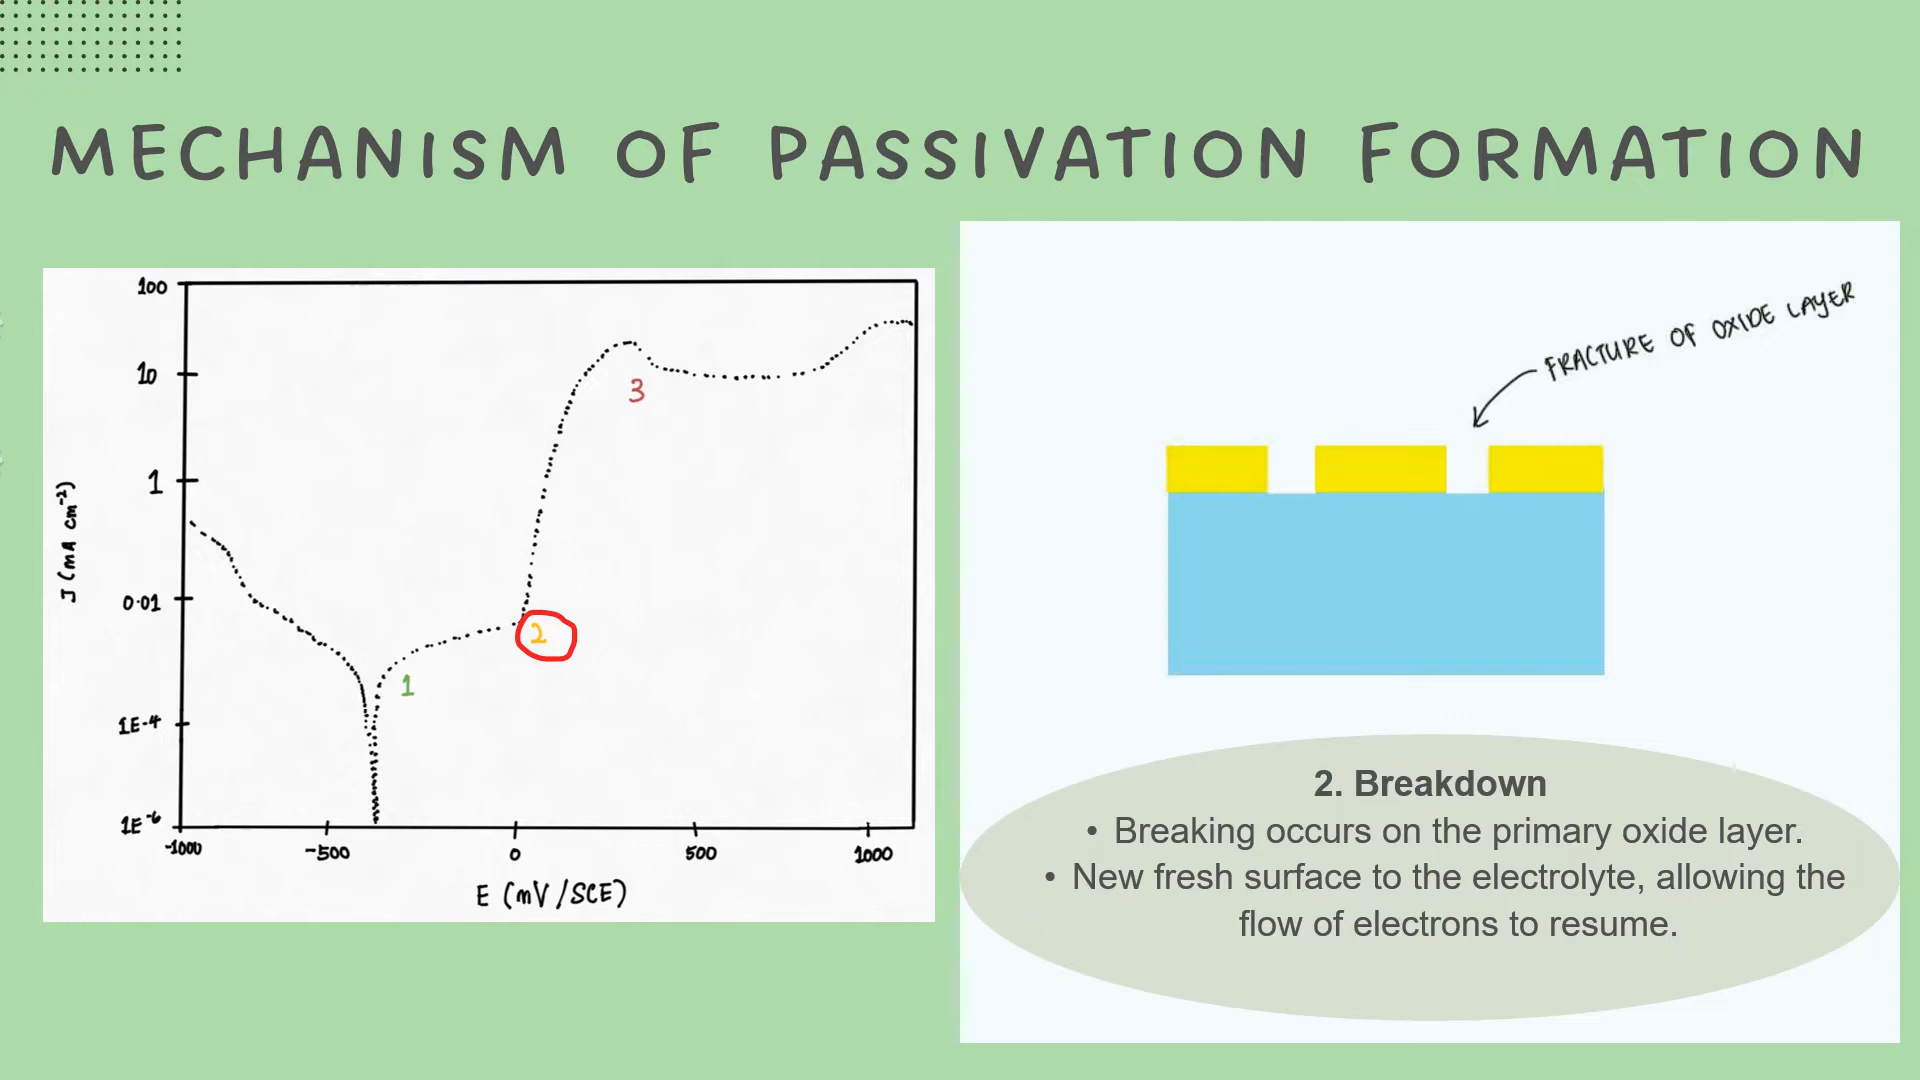 MECHANISM OF PASSIVATION FORMATION
100
10
1
0.01
1E-4
1E-6
J (mA cm⁻²)
-1000
-500
0
500
1000
E (mV/SCE)
1
2
3
FRACTURE OF OXIDE LAYER
2. Breakdown
• Breaking occurs on the primary oxide layer.
• New fresh surface to the electrolyte, allowing the
flow of electrons to resume.